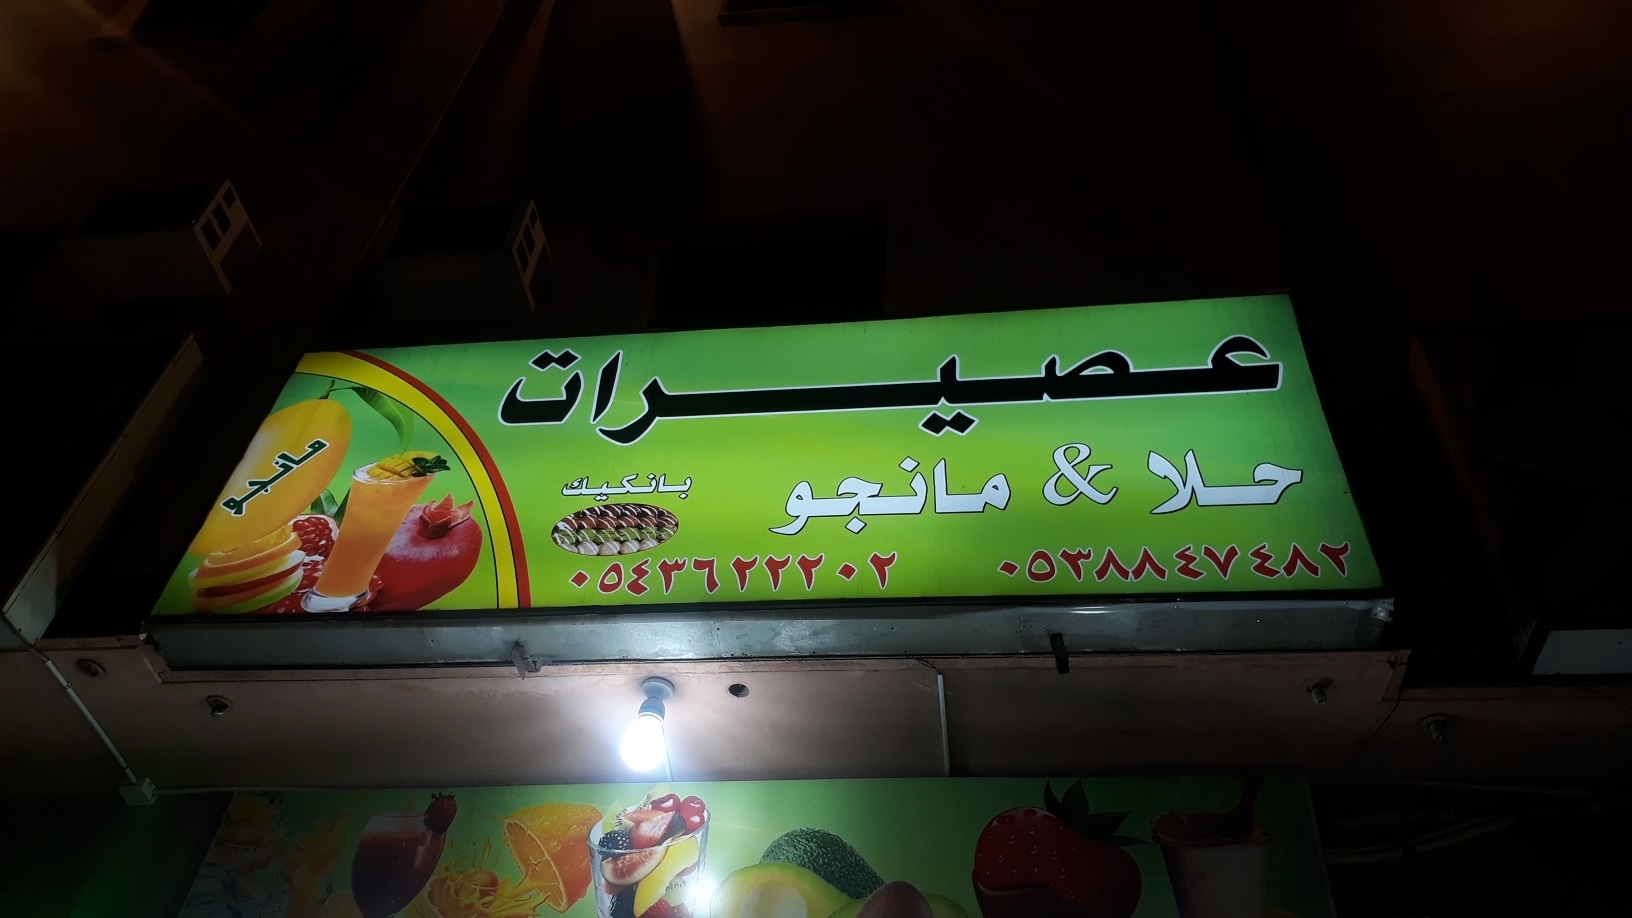 عصيرات
حلا & مانجو
بانكيك
٠٥٣٨٨٤٧٤٨٢
٠٥٤٣٦٢٢٢٠٢
مانجو